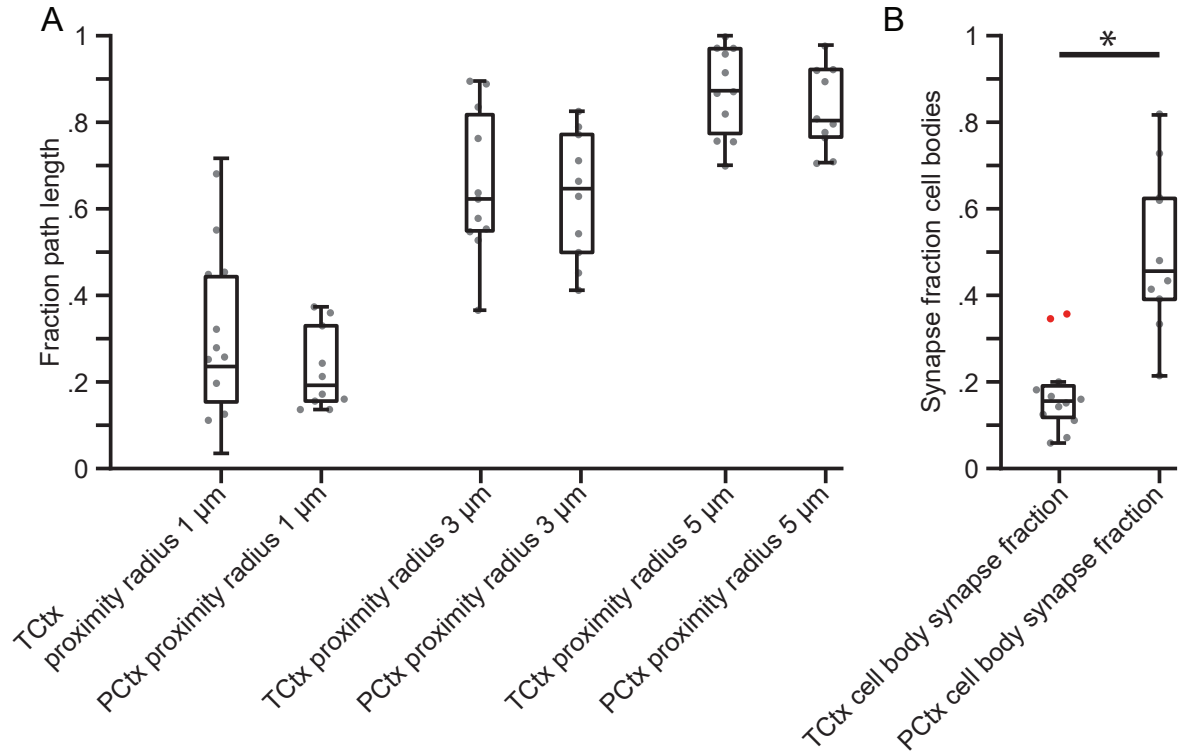 A
Fraction path length
1
.8
.6
.4
.2
0
TCtx
proximity radius 1 µm
PCtx proximity radius 1 µm
TCtx proximity radius 3 µm
PCtx proximity radius 3 µm
TCtx proximity radius 5 µm
PCtx proximity radius 5 µm
B
Synapse fraction cell bodies
1
.8
.6
.4
.2
0
*
TCtx cell body synapse fraction
PCtx cell body synapse fraction